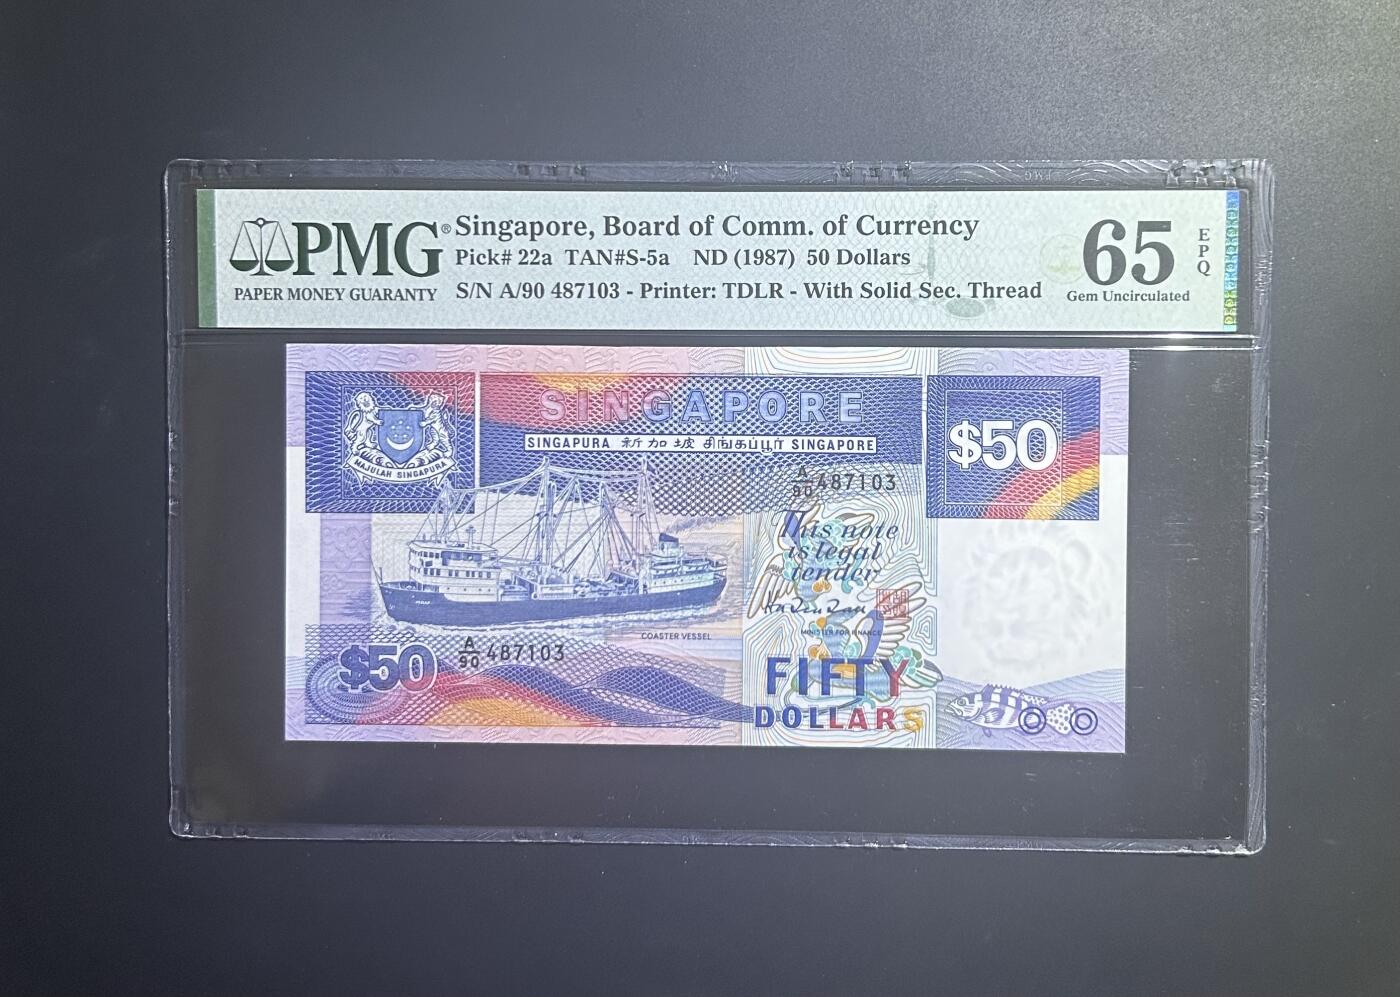 PMG®
PAPER MONEY GUARANTY
Singapore, Board of Comm. of Currency
Pick# 22a TAN#S-5a ND (1987) 50 Dollars
S/N A/90 487103 - Printer: TDLR - With Solid Sec. Thread
65
EPQ
Gem Uncirculated
SINGAPORE
SINGAPURA 新加坡 சிங்கப்பூர் SINGAPORE
MAJULAH SINGAPURA
$50
A/90 487103
This note
is legal
tender
MINISTER FOR FINANCE
COASTER VESSEL
$50
A/90 487103
FIFTY
DOLLARS